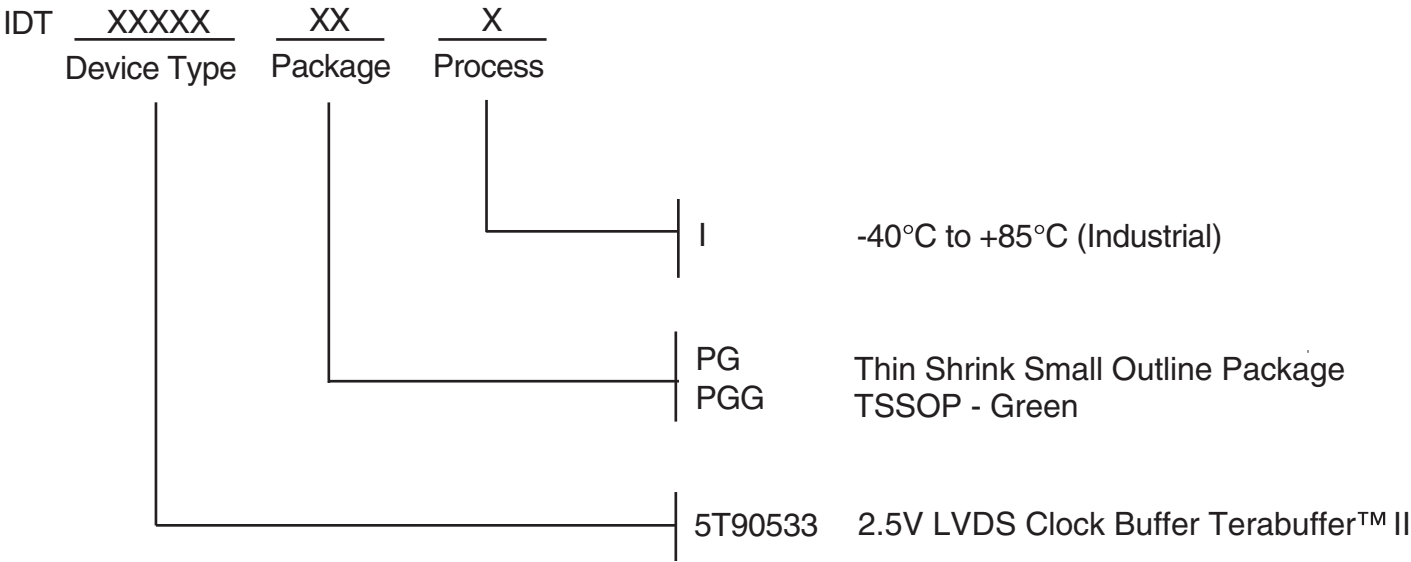 IDT XXXXX XX X
Device Type Package Process
I -40°C to +85°C (Industrial)
PG Thin Shrink Small Outline Package
PGG TSSOP - Green
5T90533 2.5V LVDS Clock Buffer Terabuffer™ II